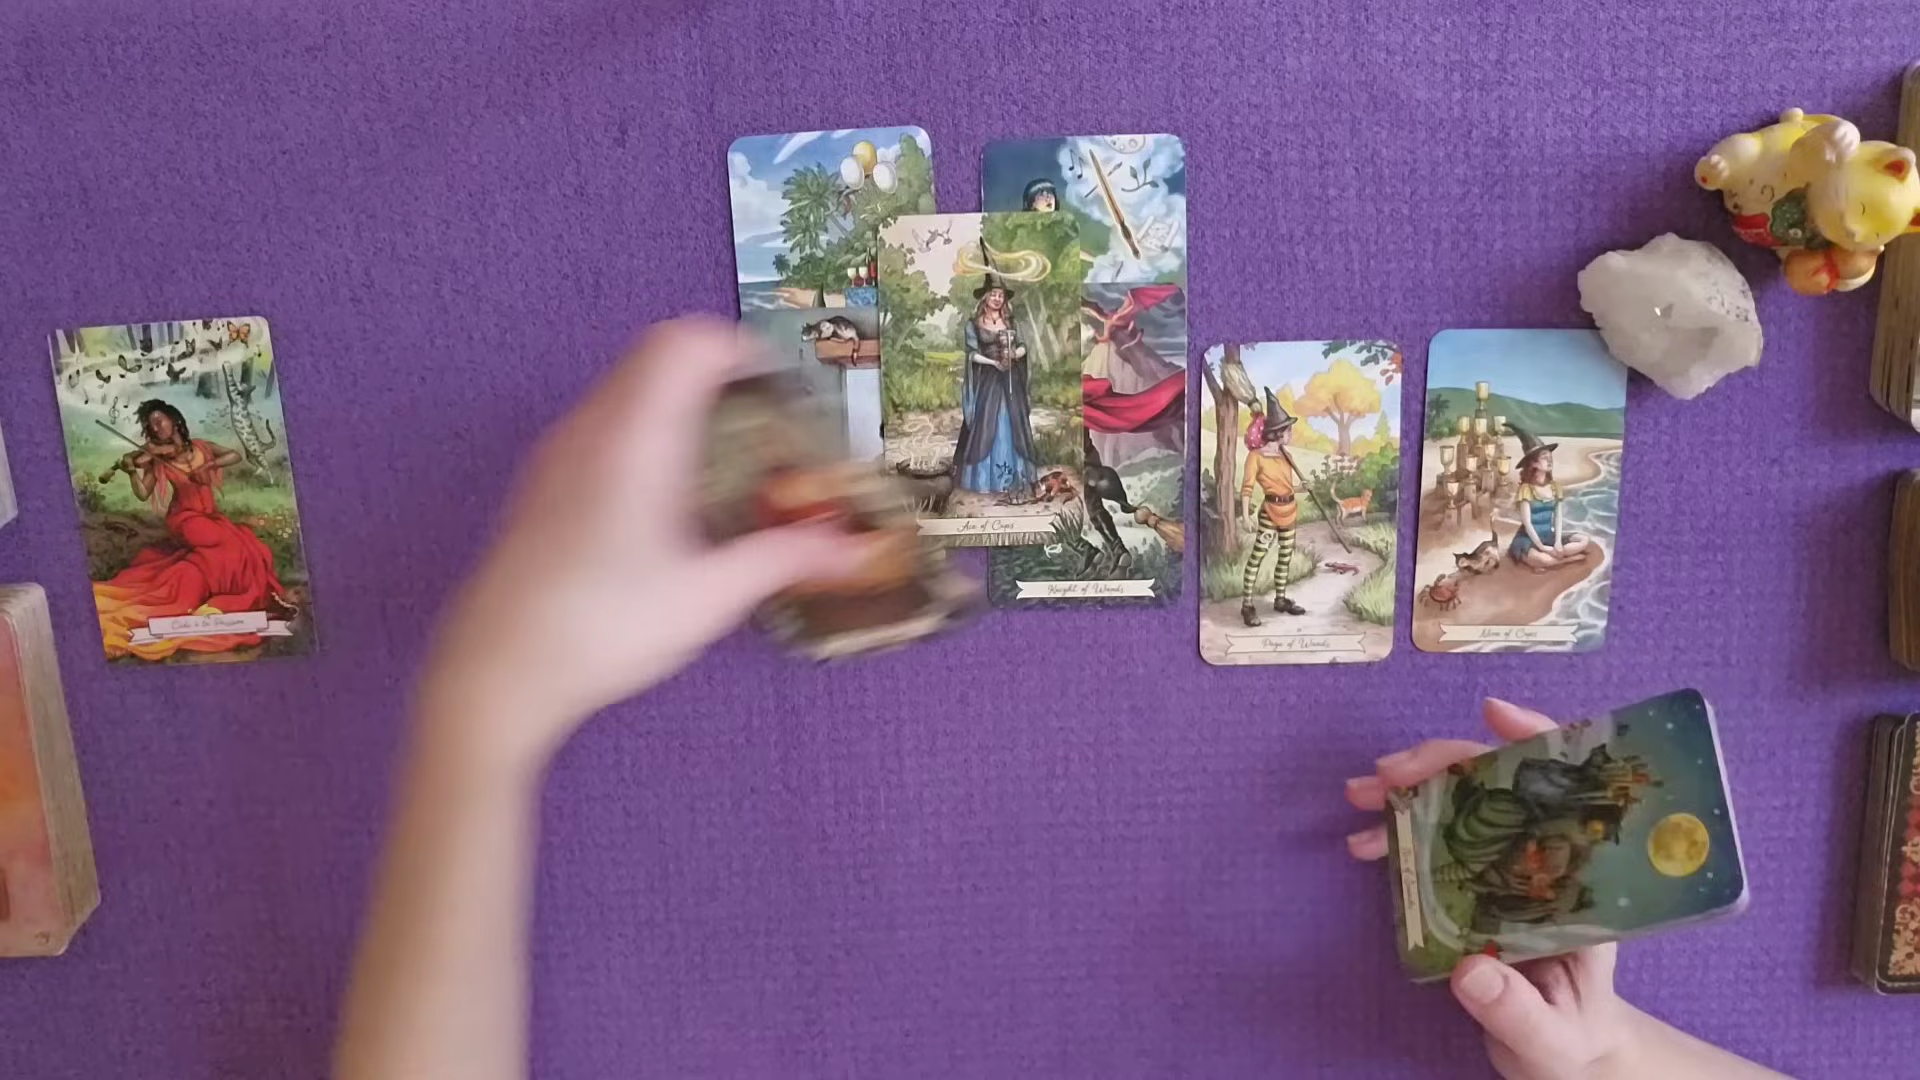 Ace of Cups
Knight of Wands
Page of Wands
Nine of Cups